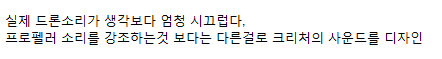 실제 드론소리가 생각보다 엄청 시끄럽다,
프로펠러 소리를 강조하는것 보다는 다른걸로 크리처의 사운드를 디자인